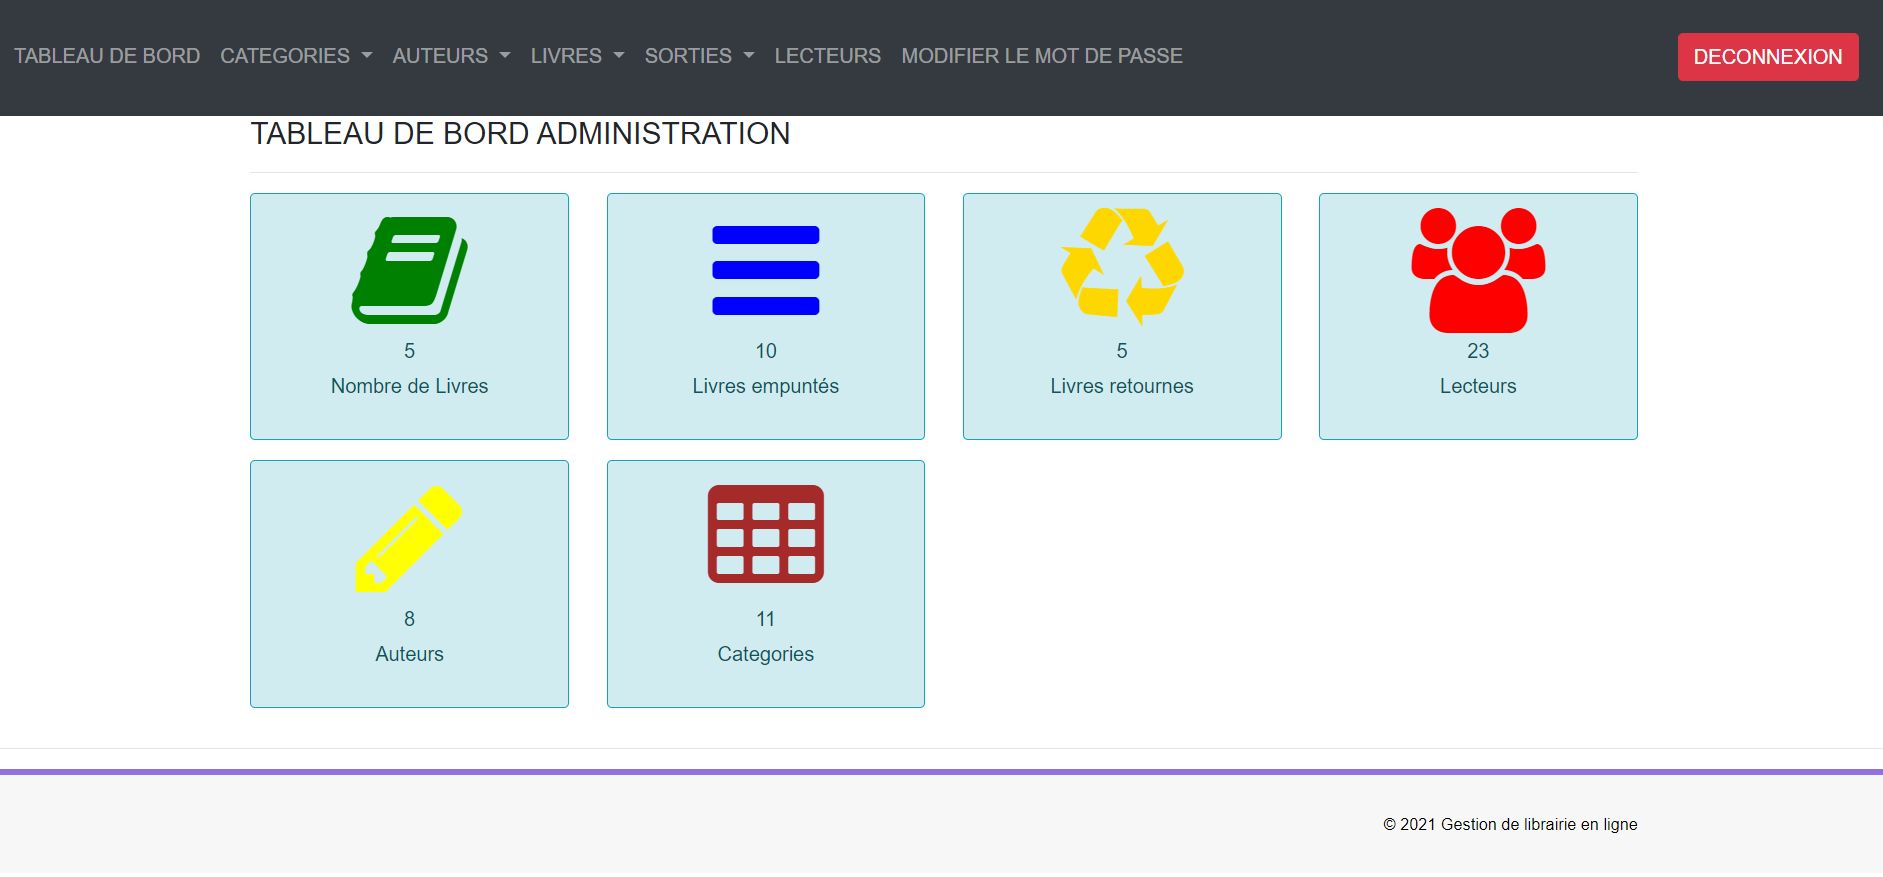 TABLEAU DE BORD CATEGORIES AUTEURS LIVRES SORTIES LECTEURS MODIFIER LE MOT DE PASSE DECONNEXION
TABLEAU DE BORD ADMINISTRATION
5
Nombre de Livres
10
Livres empuntés
5
Livres retournes
23
Lecteurs
8
Auteurs
11
Categories
© 2021 Gestion de librairie en ligne